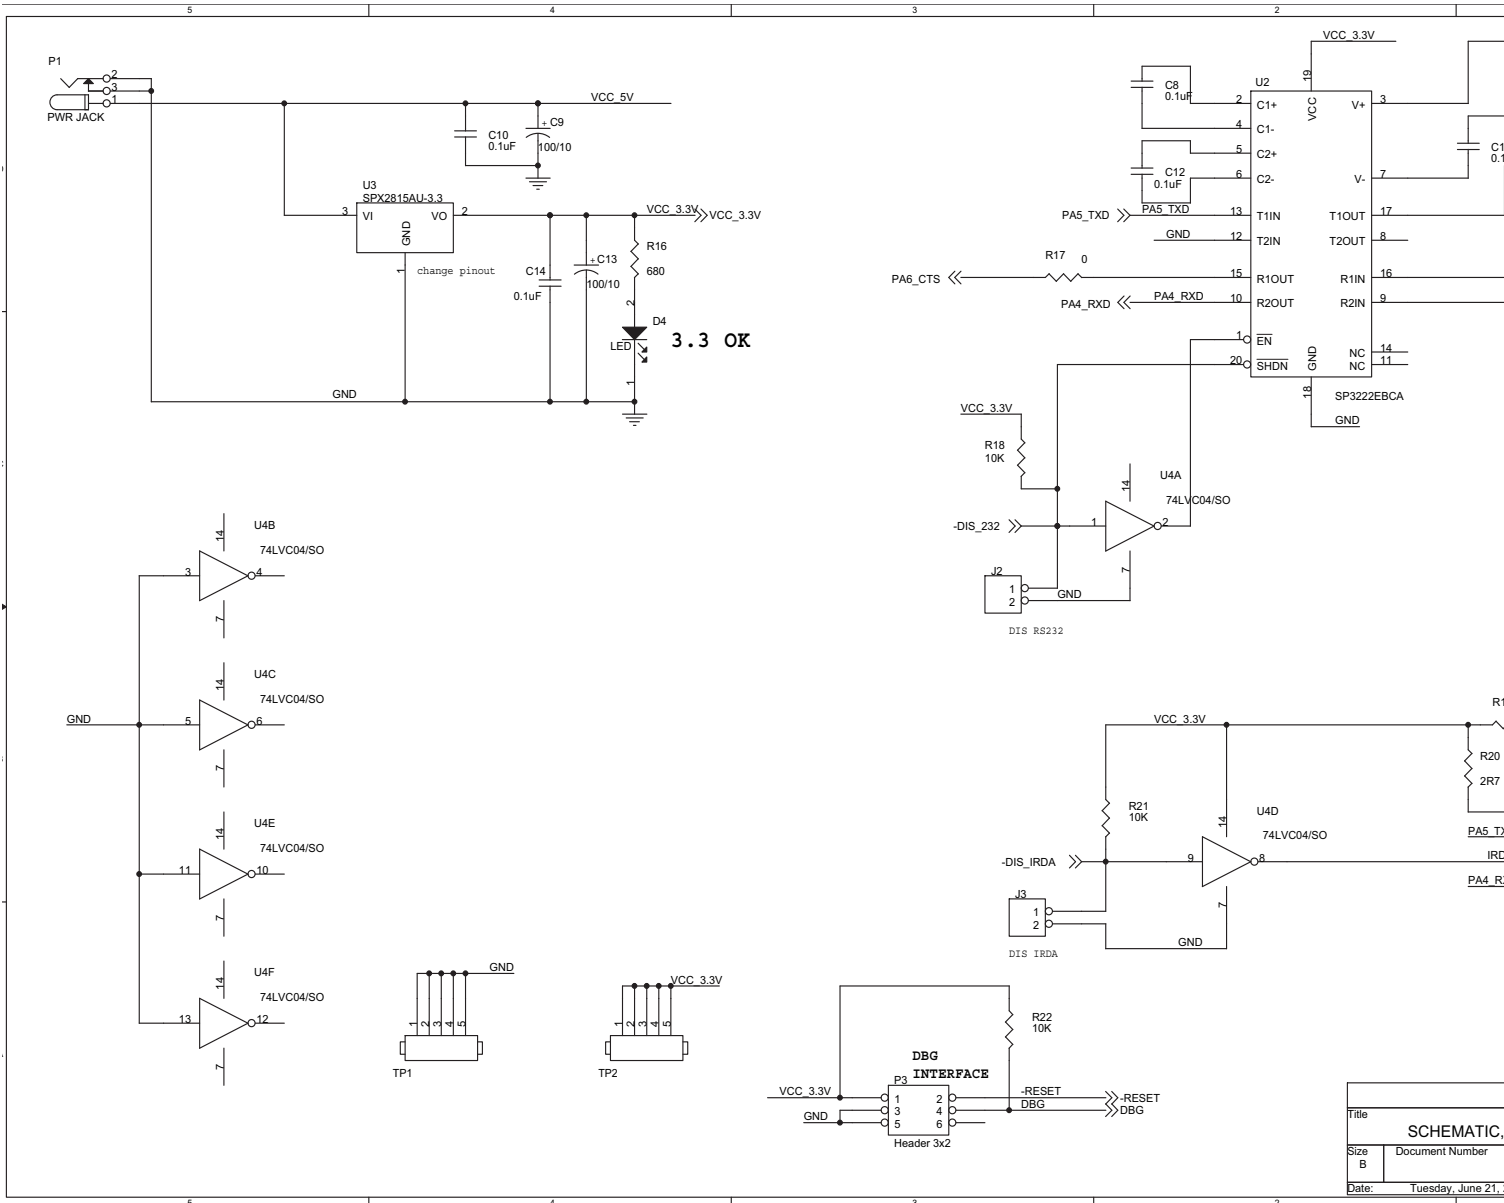 5
4
3
2
P1
2
3
1
PWR JACK
VCC_5V
C10
0.1uF
+ C9
100/10
U3
SPX2815AU-3.3
3
VI
VO
2
GND
1
change pinout
VCC_3.3V
VCC_3.3V
C14
0.1uF
+ C13
100/10
R16
680
2
D4
LED
1
3.3 OK
GND
VCC_3.3V
19
U2
VCC
C8
0.1uF
C12
0.1uF
2
C1+
4
C1-
5
C2+
6
C2-
V+
3
V-
7
PA5_TXD
PA5_TXD
13
T1IN
T1OUT
17
GND
12
T2IN
T2OUT
8
R17
0
PA6_CTS
15
R1OUT
R1IN
16
PA4_RXD
PA4_RXD
10
R2OUT
R2IN
9
1
EN
20
SHDN
GND
18
NC
14
NC
11
SP3222EBCA
GND
VCC_3.3V
R18
10K
U4A
14
74LVC04/SO
-DIS_232
1
2
7
J2
1
2
GND
DIS RS232
U4B
14
74LVC04/SO
3
4
7
U4C
14
74LVC04/SO
GND
5
6
7
U4E
14
74LVC04/SO
11
10
7
U4F
14
74LVC04/SO
13
12
7
VCC_3.3V
R20
2R7
R21
10K
U4D
14
74LVC04/SO
-DIS_IRDA
9
8
7
J3
1
2
GND
DIS IRDA
GND
1
2
3
4
5
TP1
VCC_3.3V
1
2
3
4
5
TP2
R22
10K
DBG
INTERFACE
P3
VCC_3.3V
1
2
-RESET
-RESET
3
4
DBG
DBG
GND
5
6
Header 3x2
Title
SCHEMATIC,
Size
Document Number
B
Date:
Tuesday, June 21,
5
4
3
2